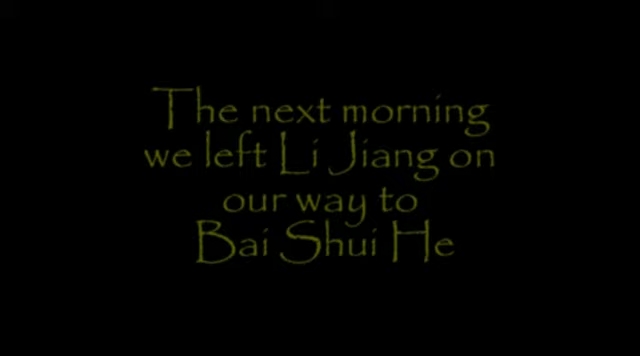 The next morning
we left Li Jiang on
our way to
Bai Shui He